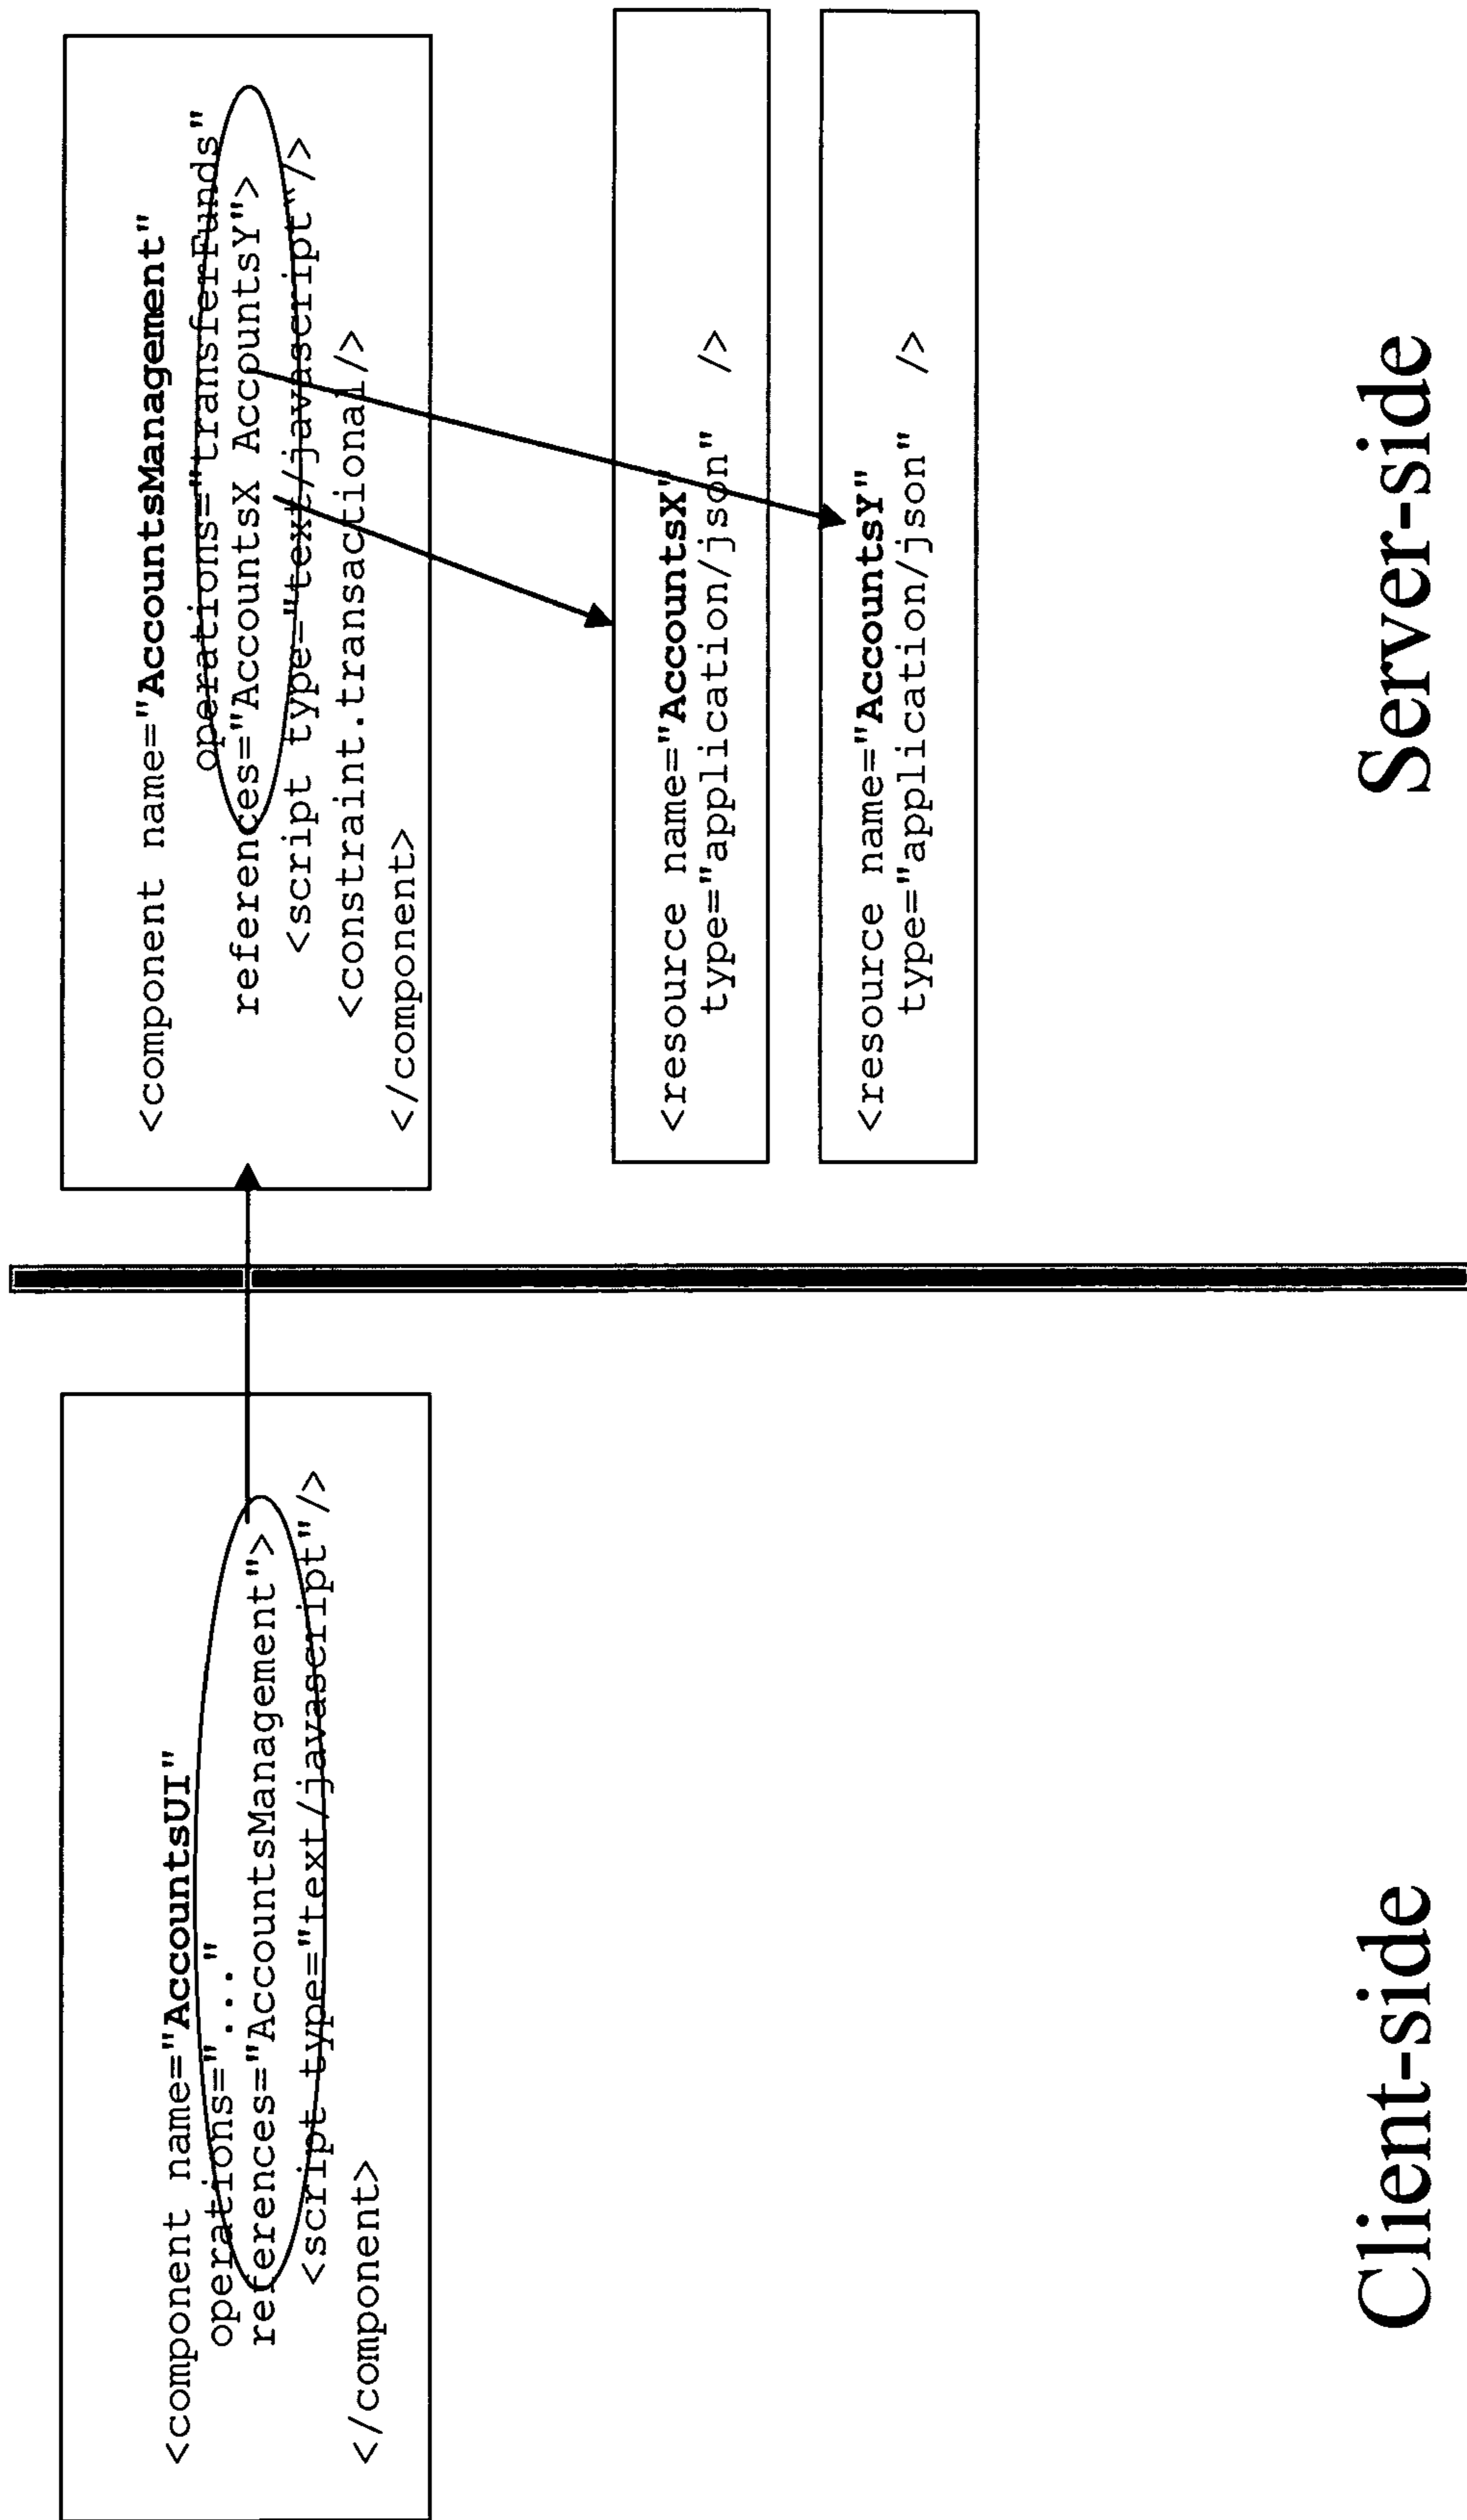 <component name="AccountsUI"
operations="..."
references="AccountsManagement">
<script type="text/javascript"/>
</component>
Client-side
<component name="AccountsManagement"
operations="transferFunds"
references="AccountsX AccountsY">
<script type="text/javascript"/>
<constraint.transactional/>
</component>
<resource name="AccountsX"
type="application/json" />
<resource name="AccountsY"
type="application/json" />
Server-side